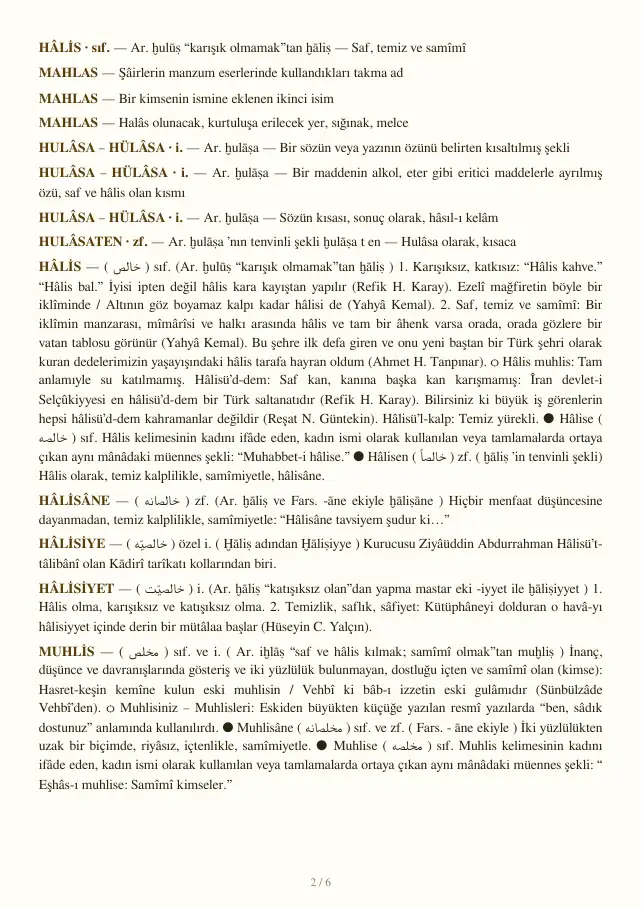 HÂLİS · sıf. — Ar. ḫulūṣ “karışık olmamak”tan ḫāliṣ — Saf, temiz ve samîmî
MAHLAS — Şâirlerin manzum eserlerinde kullandıkları takma ad
MAHLAS — Bir kimsenin ismine eklenen ikinci isim
MAHLAS — Halâs olunacak, kurtuluşa erilecek yer, sığınak, melce
HULÂSA – HÜLÂSA · i. — Ar. ḫulāṣa — Bir sözün veya yazının özünü belirten kısaltılmış şekli
HULÂSA – HÜLÂSA · i. — Ar. ḫulāṣa — Bir maddenin alkol, eter gibi eritici maddelerle ayrılmış
özü, saf ve hâlis olan kısmı
HULÂSA – HÜLÂSA · i. — Ar. ḫulāṣa — Sözün kısası, sonuç olarak, hâsıl-ı kelâm
HULÂSATEN · zf. — Ar. ḫulāṣa ’nın tenvinli şekli ḫulāṣa t en — Hulâsa olarak, kısaca
HÂLİS — ( خالص ) sıf. (Ar. ḫulūṣ “karışık olmamak”tan ḫāliṣ ) 1. Karışıksız, katkısız: “Hâlis kahve.”
“Hâlis bal.” İyisi ipten değil hâlis kara kayıştan yapılır (Refik H. Karay). Ezelî mağfiretin böyle bir
iklîminde / Altının göz boyamaz kalpı kadar hâlisi de (Yahyâ Kemal). 2. Saf, temiz ve samîmî: Bir
iklîmin manzarası, mîmârîsi ve halkı arasında hâlis ve tam bir âhenk varsa orada, orada gözlere bir
vatan tablosu görünür (Yahyâ Kemal). Bu şehre ilk defa giren ve onu yeni baştan bir Türk şehri olarak
kuran dedelerimizin yaşayışındaki hâlis tarafa hayran oldum (Ahmet H. Tanpınar). ѻ Hâlis muhlis: Tam
anlamıyle su katılmamış. Hâlisü’d-dem: Saf kan, kanına başka kan karışmamış: Îran devlet-i
Selçûkiyyesi en hâlisü’d-dem bir Türk saltanatıdır (Refik H. Karay). Bilirsiniz ki büyük iş görenlerin
hepsi hâlisü’d-dem kahramanlar değildir (Reşat N. Güntekin). Hâlisü’l-kalp: Temiz yürekli. ● Hâlise (
خالصه ) sıf. Hâlis kelimesinin kadını ifâde eden, kadın ismi olarak kullanılan veya tamlamalarda ortaya
çıkan aynı mânâdaki müennes şekli: “Muhabbet-i hâlise.” ● Hâlisen ( خالصاً ) zf. ( ḫāliṣ ’in tenvinli şekli)
Hâlis olarak, temiz kalplilikle, samîmiyetle, hâlisâne.
HÂLİSÂNE — ( خالصانه ) zf. (Ar. ḫāliṣ ve Fars. -āne ekiyle ḫāliṣāne ) Hiçbir menfaat düşüncesine
dayanmadan, temiz kalplilikle, samîmiyetle: “Hâlisâne tavsiyem şudur ki…”
HÂLİSİYE — ( خالصيّه ) özel i. ( Ḫāliṣ adından Ḫāliṣiyye ) Kurucusu Ziyâüddin Abdurrahman Hâlisü’t-
tâlibânî olan Kādirî tarîkatı kollarından biri.
HÂLİSİYET — ( خالصيّت ) i. (Ar. ḫāliṣ “katışıksız olan”dan yapma mastar eki -iyyet ile ḫāliṣiyyet ) 1.
Hâlis olma, karışıksız ve katışıksız olma. 2. Temizlik, saflık, sâfiyet: Kütüphâneyi dolduran o havâ-yı
hâlisiyyet içinde derin bir mütâlaa başlar (Hüseyin C. Yalçın).
MUHLİS — ( مخلص ) sıf. ve i. ( Ar. iḫlāṣ “saf ve hâlis kılmak; samîmî olmak”tan muḫliṣ ) İnanç,
düşünce ve davranışlarında gösteriş ve iki yüzlülük bulunmayan, dostluğu içten ve samîmî olan (kimse):
Hasret-keşin kemîne kulun eski muhlisin / Vehbî ki bâb-ı izzetin eski gulâmıdır (Sünbülzâde
Vehbî’den). ѻ Muhlisiniz – Muhlisleri: Eskiden büyükten küçüğe yazılan resmî yazılarda “ben, sâdık
dostunuz” anlamında kullanılırdı. ● Muhlisâne ( مخلصانه ) sıf. ve zf. ( Fars. - āne ekiyle ) İki yüzlülükten
uzak bir biçimde, riyâsız, içtenlikle, samîmiyetle. ● Muhlise ( مخلصه ) sıf. Muhlis kelimesinin kadını
ifâde eden, kadın ismi olarak kullanılan veya tamlamalarda ortaya çıkan aynı mânâdaki müennes şekli: “
Eşhâs-ı muhlise: Samîmî kimseler.”
2 / 6